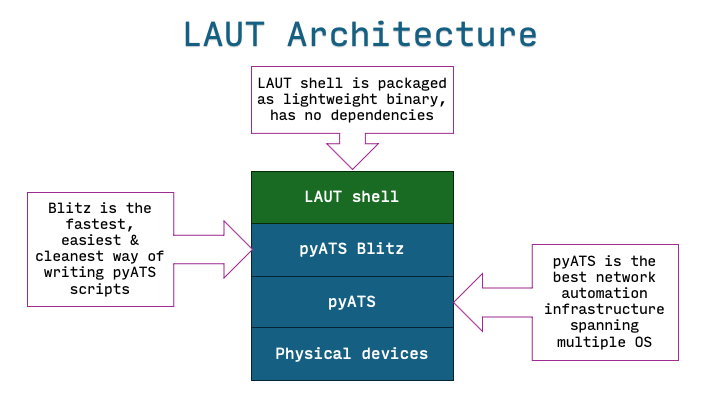 LAUT Architecture
LAUT shell is packaged
as lightweight binary,
has no dependencies
LAUT shell
Blitz is the
fastest,
easiest &
cleanest way of
writing pyATS
scripts
pyATS Blitz
pyATS
pyATS is the
best network
automation
infrastructure
spanning
multiple OS
Physical devices